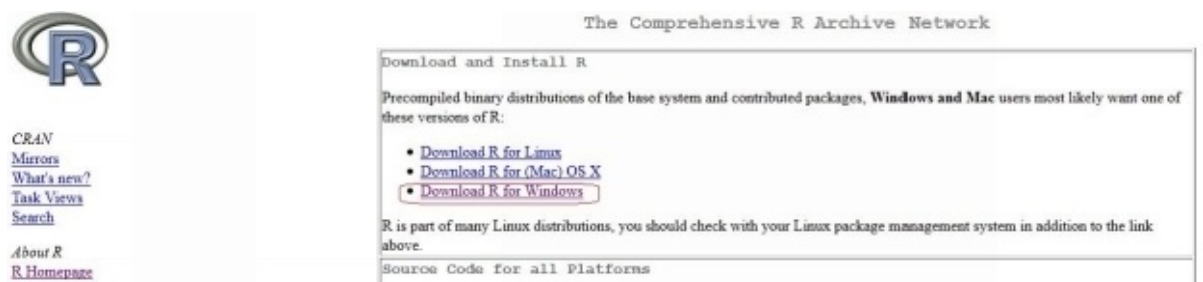 R
CRAN
Mirrors
What's new?
Task Views
Search
About R
R Homepage
The Comprehensive R Archive Network
Download and Install R
Precompiled binary distributions of the base system and contributed packages, Windows and Mac users most likely want one of
these versions of R:
• Download R for Linux
• Download R for (Mac) OS X
• Download R for Windows
R is part of many Linux distributions, you should check with your Linux package management system in addition to the link
above.
Source Code for all Platforms